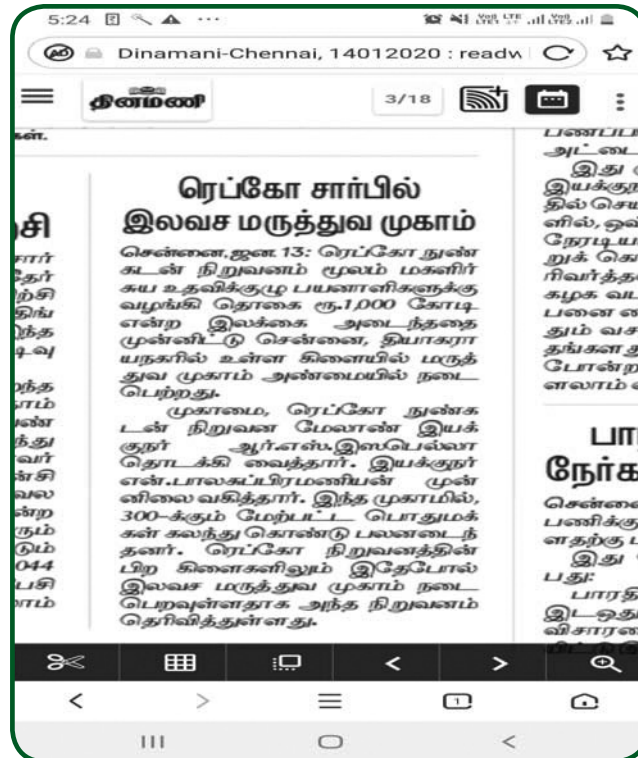 5:24
Dinamani-Chennai, 14012020 : readw
தினமணி
3/18
ரெப்கோ சார்பில்
இலவச மருத்துவ முகாம்
சென்னை,ஜன.13: ரெப்கோ நுண்
கடன் நிறுவனம் மூலம் மகளிர்
சுய உதவிக்குழு பயனாளிகளுக்கு
வழங்கி தொகை ரூ.1,000 கோடி
என்ற இலக்கை அடைந்ததை
முன்னிட்டு சென்னை, தியாகரா
யநகரில் உள்ள கிளையில் மருத்
துவ முகாம் அண்மையில் நடை
பெற்றது.
முகாமை, ரெப்கோ நுண்க
டன் நிறுவன மேலாண் இயக்
குநர் ஆர்.எஸ்.இஸபெல்லா
தொடக்கி வைத்தார். இயக்குநர்
என்.பாலசுப்பிரமணியன் முன்
னிலை வகித்தார். இந்த முகாமில்,
300-க்கும் மேற்பட்ட பொதுமக்
கள் கலந்து கொண்டு பலனடைந்
தனர். ரெப்கோ நிறுவனத்தின்
பிற கிளைகளிலும் இதேபோல்
இலவச மருத்துவ முகாம் நடை
பெறவுள்ளதாக அந்த நிறுவனம்
தெரிவித்துள்ளது.